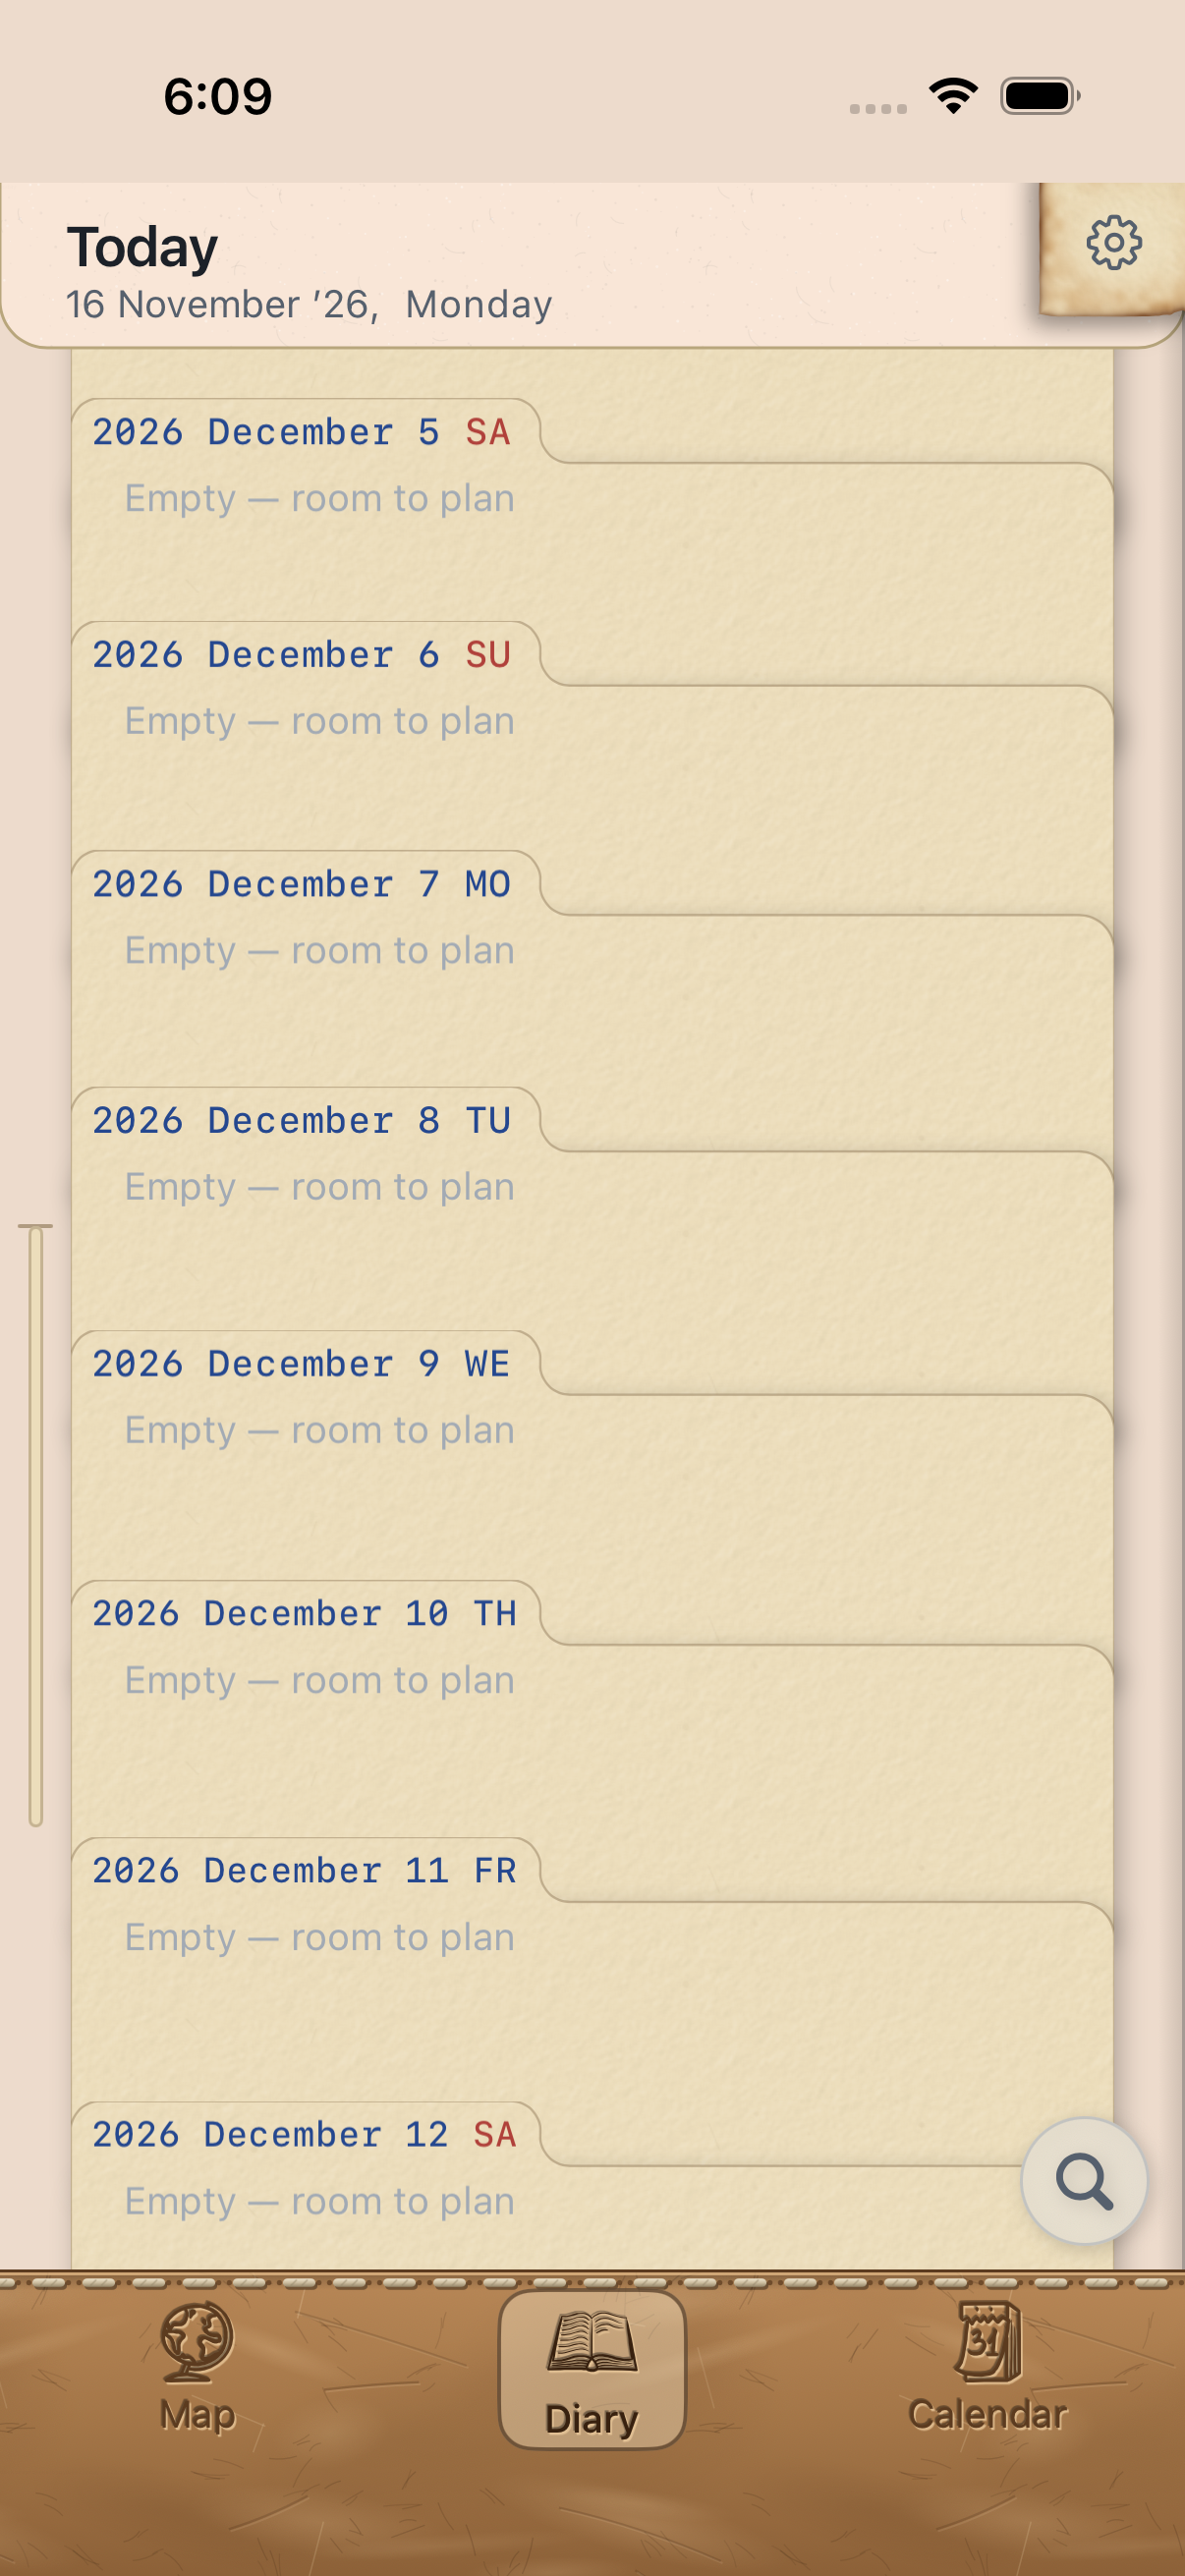 6:09
Today
16 November ’26, Monday
2026 December 5 SA
Empty — room to plan
2026 December 6 SU
Empty — room to plan
2026 December 7 MO
Empty — room to plan
2026 December 8 TU
Empty — room to plan
2026 December 9 WE
Empty — room to plan
2026 December 10 TH
Empty — room to plan
2026 December 11 FR
Empty — room to plan
2026 December 12 SA
Empty — room to plan
31
Map
Diary
Calendar